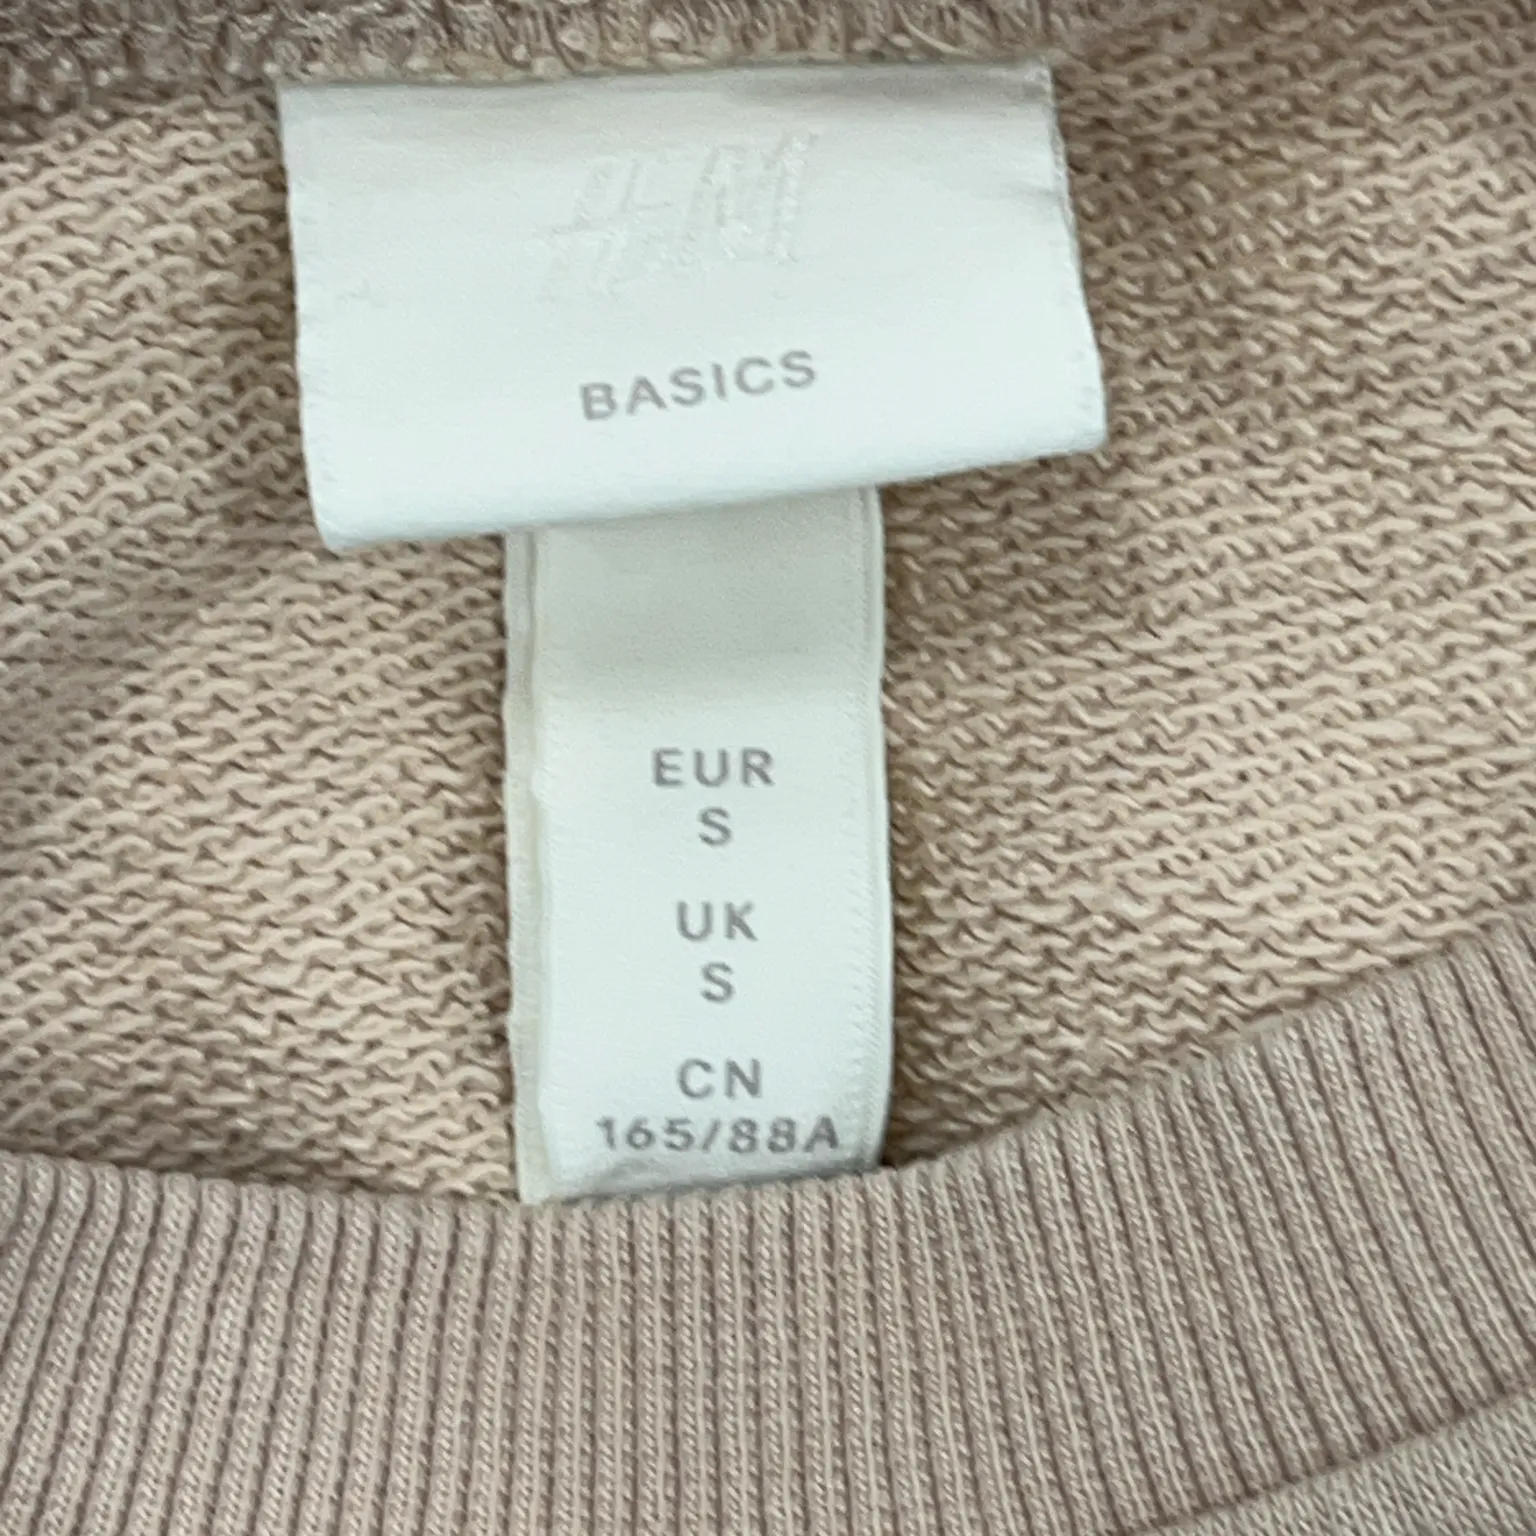 H&M
BASICS
EUR
S
UK
S
CN
165/88A